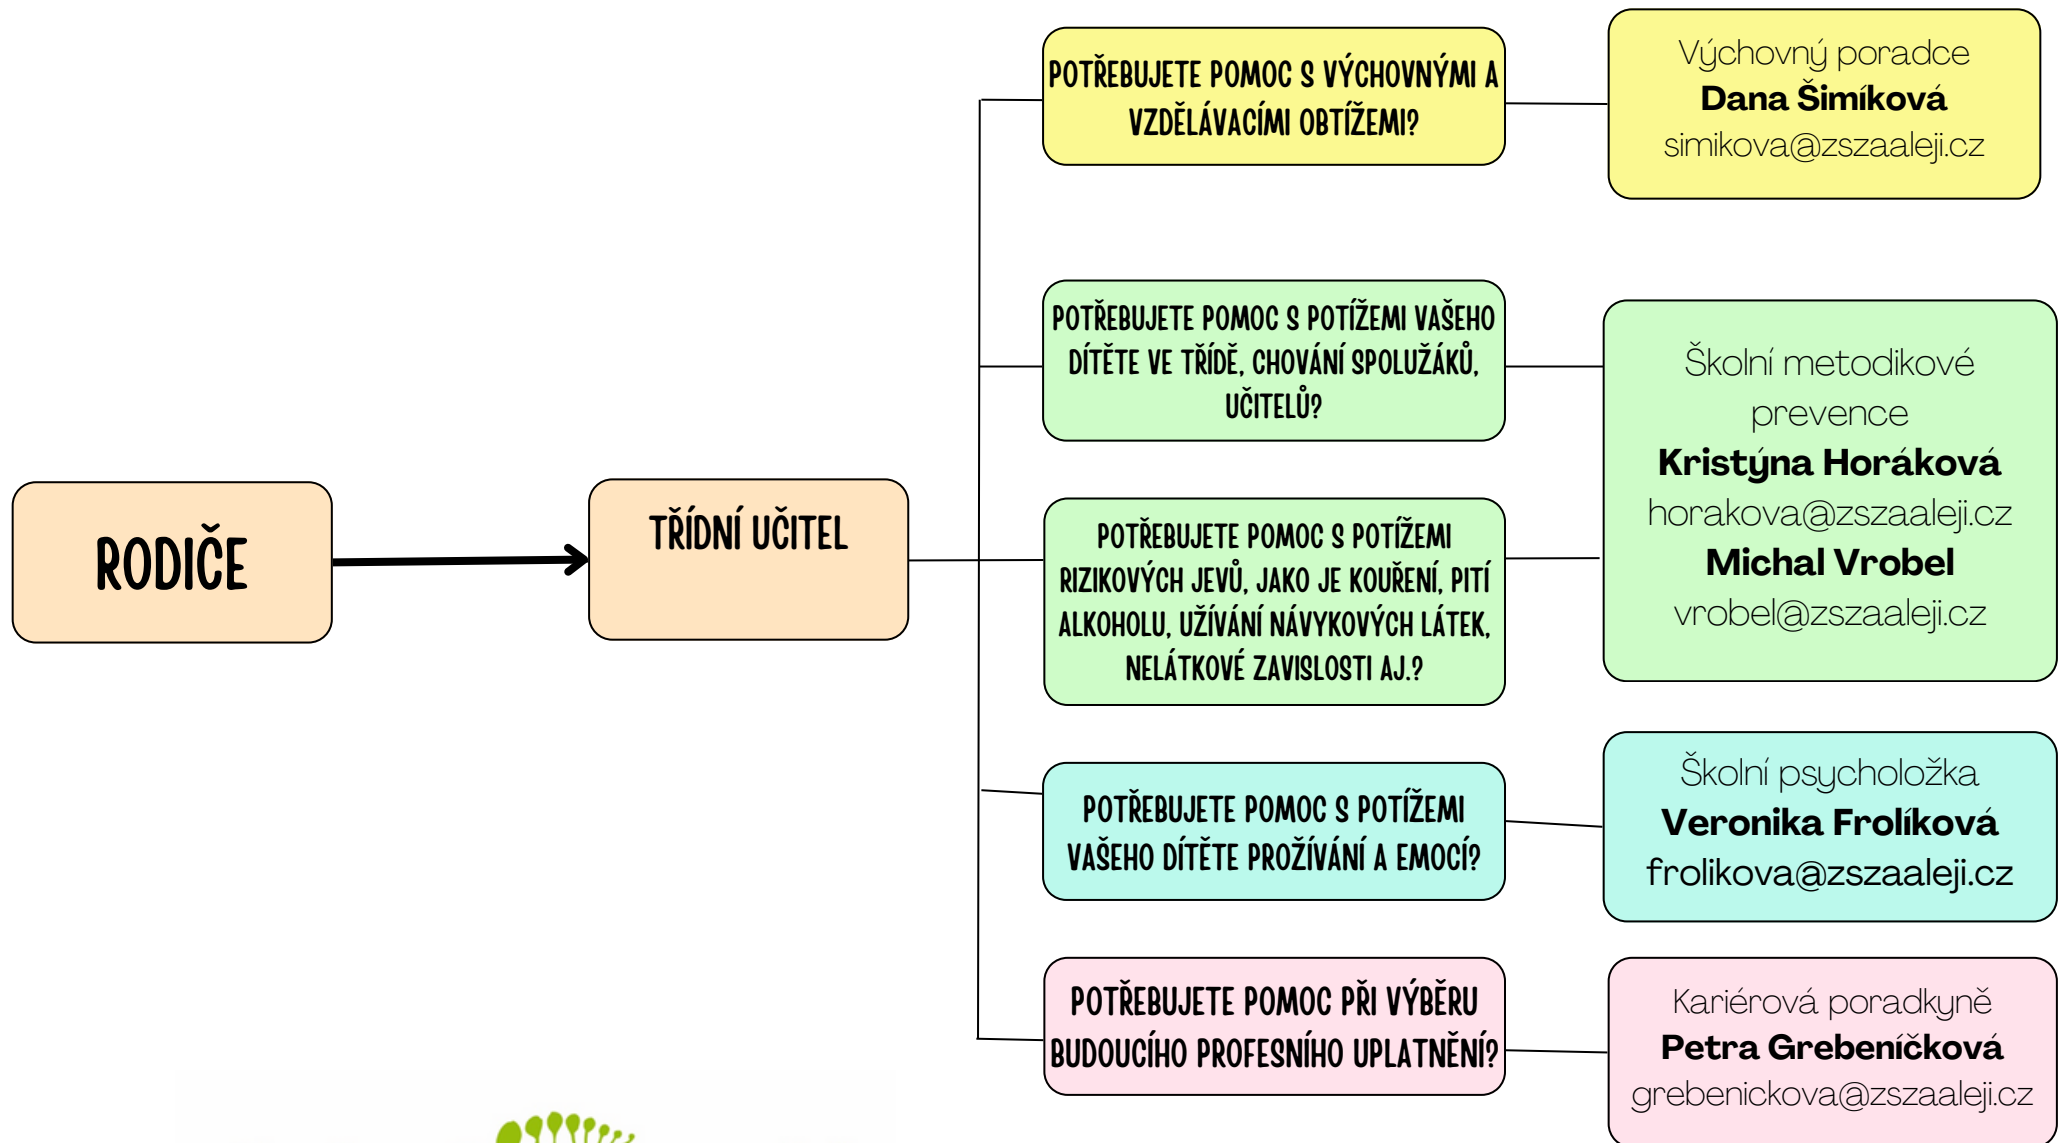 RODIČE
TŘÍDNÍ UČITEL
POTŘEBUJETE POMOC S VÝCHOVNÝMI A
VZDĚLÁVACÍMI OBTÍŽEMI?
Výchovný poradce
Dana Šimíková
simikova@zszaaleji.cz
POTŘEBUJETE POMOC S POTÍŽEMI VAŠEHO
DÍTĚTE VE TŘÍDĚ, CHOVÁNÍ SPOLUŽÁKŮ,
UČITELŮ?
POTŘEBUJETE POMOC S POTÍŽEMI
RIZIKOVÝCH JEVŮ, JAKO JE KOUŘENÍ, PITÍ
ALKOHOLU, UŽÍVÁNÍ NÁVYKOVÝCH LÁTEK,
NELÁTKOVÉ ZAVISLOSTI AJ.?
Školní metodikové
prevence
Kristýna Horáková
horakova@zszaaleji.cz
Michal Vrobel
vrobel@zszaaleji.cz
POTŘEBUJETE POMOC S POTÍŽEMI
VAŠEHO DÍTĚTE PROŽÍVÁNÍ A EMOCÍ?
Školní psycholožka
Veronika Frolíková
frolikova@zszaaleji.cz
POTŘEBUJETE POMOC PŘI VÝBĚRU
BUDOUCÍHO PROFESNÍHO UPLATNĚNÍ?
Kariérová poradkyně
Petra Grebeníčková
grebenickova@zszaaleji.cz